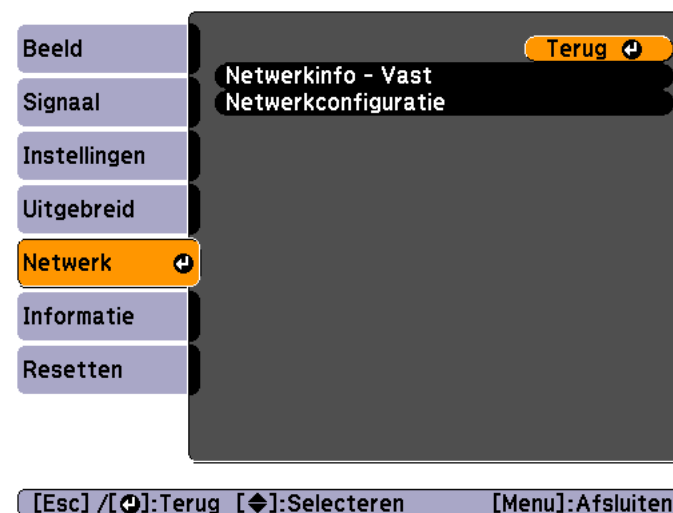 Beeld
Signaal
Instellingen
Uitgebreid
Netwerk
Informatie
Resetten
Terug
Netwerkinfo - Vast
Netwerkconfiguratie
[Esc] /[]:Terug []:Selecteren [Menu]:Afsluiten